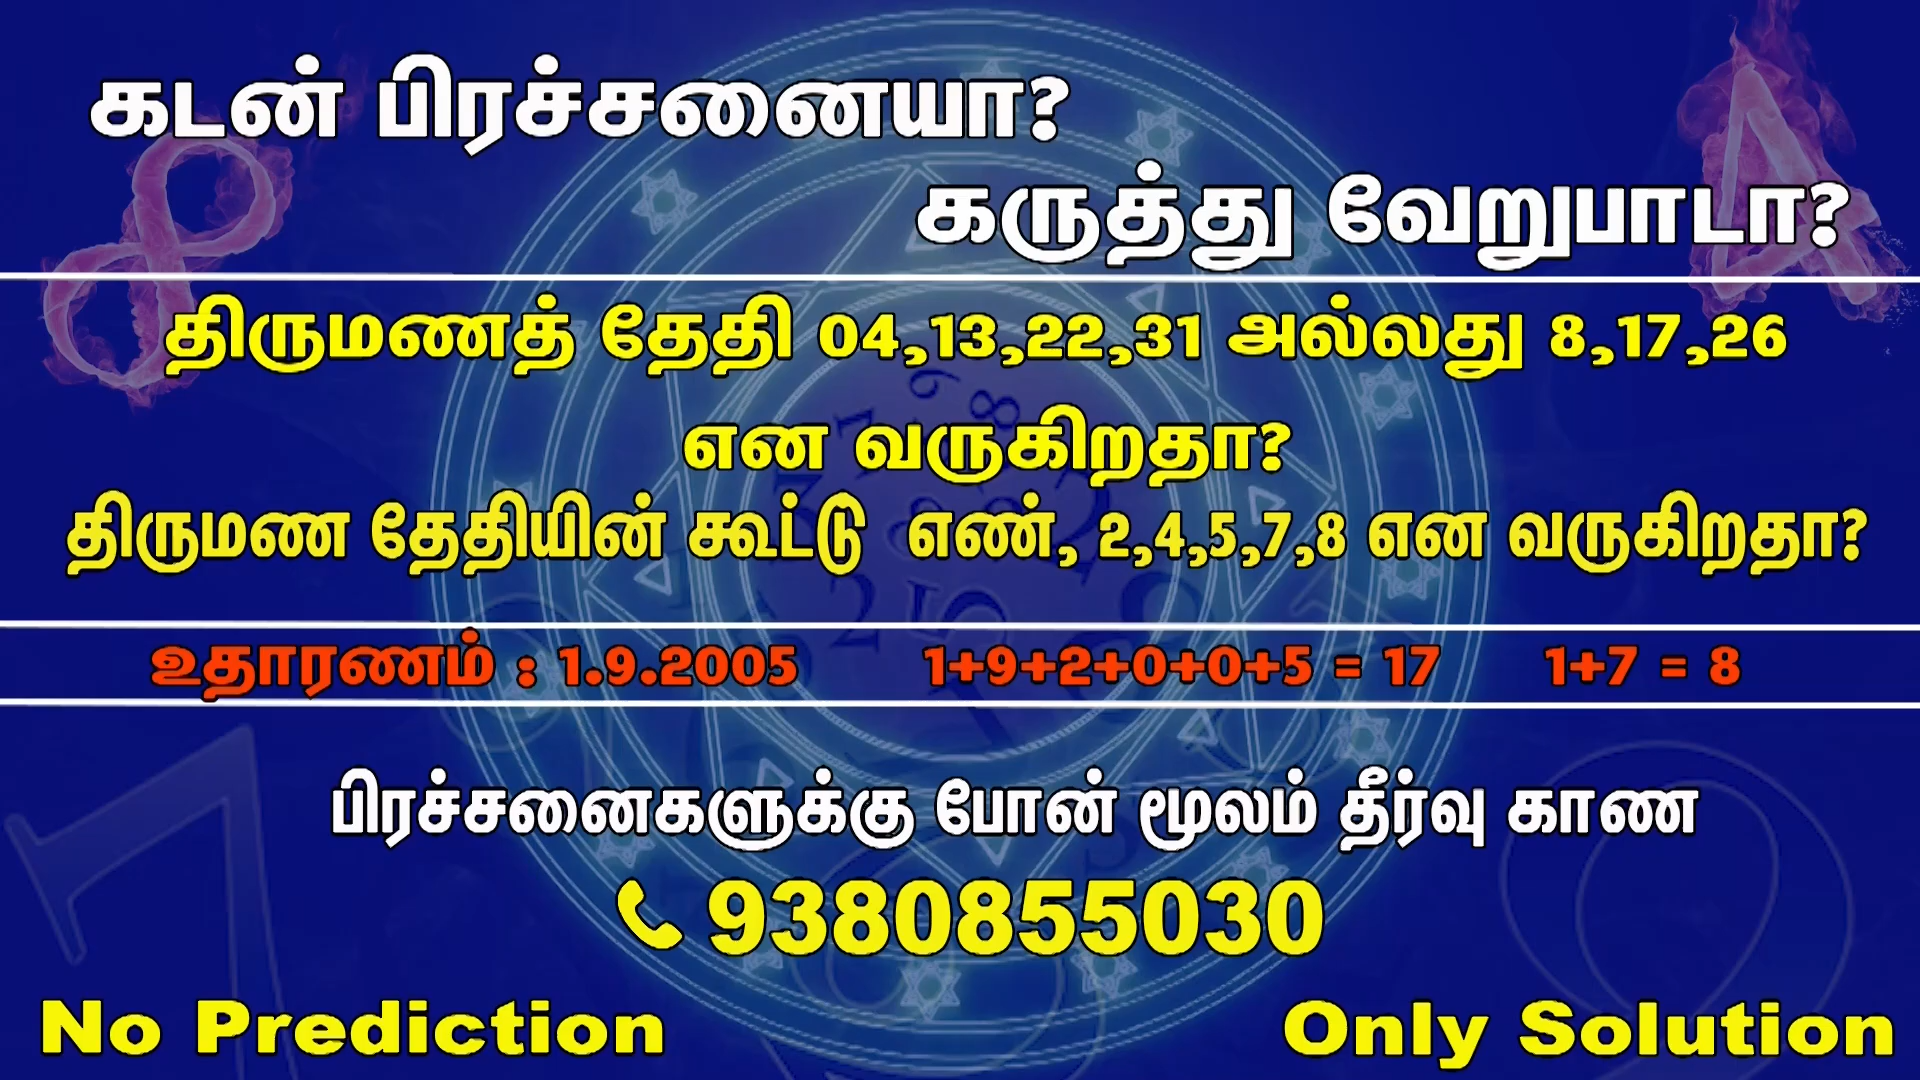 கடன் பிரச்சனையா?
கருத்து வேறுபாடா?
திருமணத் தேதி 04,13,22,31 அல்லது 8,17,26
என வருகிறதா?
திருமண தேதியின் கூட்டு எண், 2,4,5,7,8 என வருகிறதா?
உதாரணம் : 1.9.2005 1+9+2+0+0+5 = 17 1+7 = 8
பிரச்சனைகளுக்கு போன் மூலம் தீர்வு காண
9380855030
No Prediction Only Solution